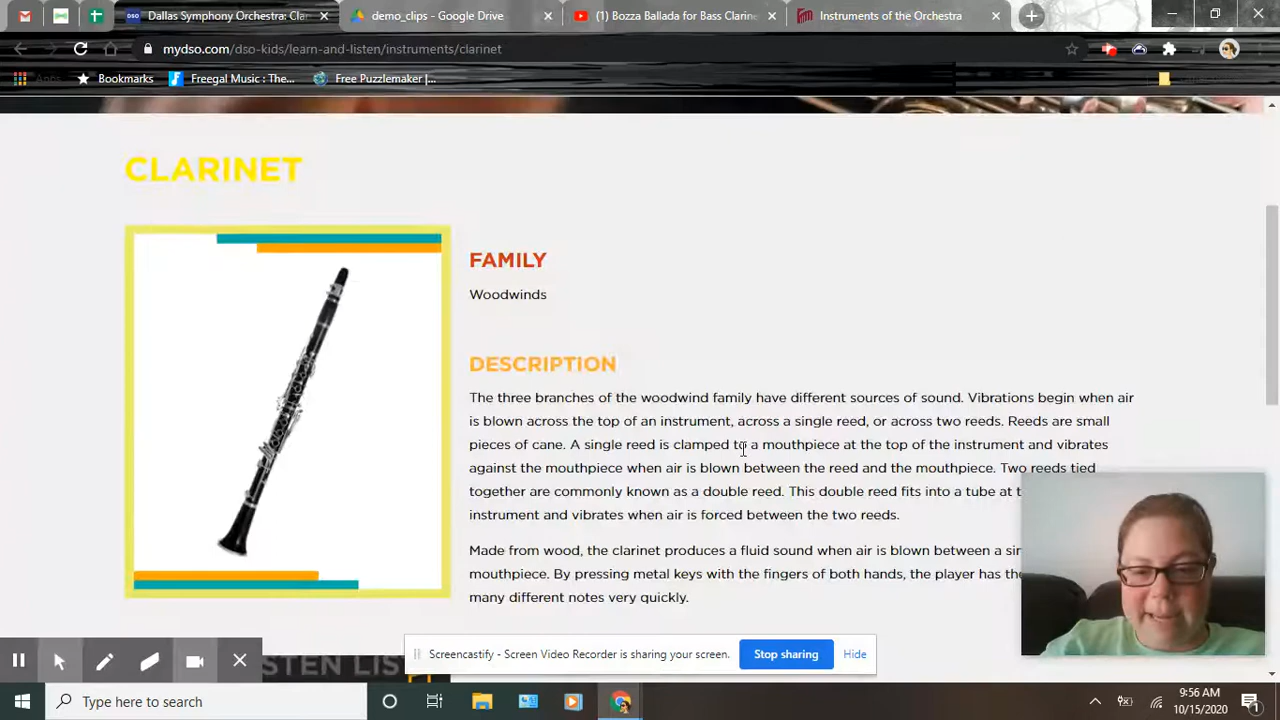 Dallas Symphony Orchestra: Cla
demo_clips - Google Drive
(1) Bozza Ballada for Bass Clarine
Instruments of the Orchestra
mydso.com/dso-kids/learn-and-listen/instruments/clarinet
Apps
Bookmarks
Freegal Music : The...
Free Puzzlemaker |...
CLARINET
FAMILY
Woodwinds
DESCRIPTION
The three branches of the woodwind family have different sources of sound. Vibrations begin when air
is blown across the top of an instrument, across a single reed, or across two reeds. Reeds are small
pieces of cane. A single reed is clamped to a mouthpiece at the top of the instrument and vibrates
against the mouthpiece when air is blown between the reed and the mouthpiece. Two reeds tied
together are commonly known as a double reed. This double reed fits into a tube at t
instrument and vibrates when air is forced between the two reeds.
Made from wood, the clarinet produces a fluid sound when air is blown between a sin
mouthpiece. By pressing metal keys with the fingers of both hands, the player has the
many different notes very quickly.
Screencastify - Screen Video Recorder is sharing your screen.
Stop sharing
Hide
Type here to search
9:56 AM
10/15/2020